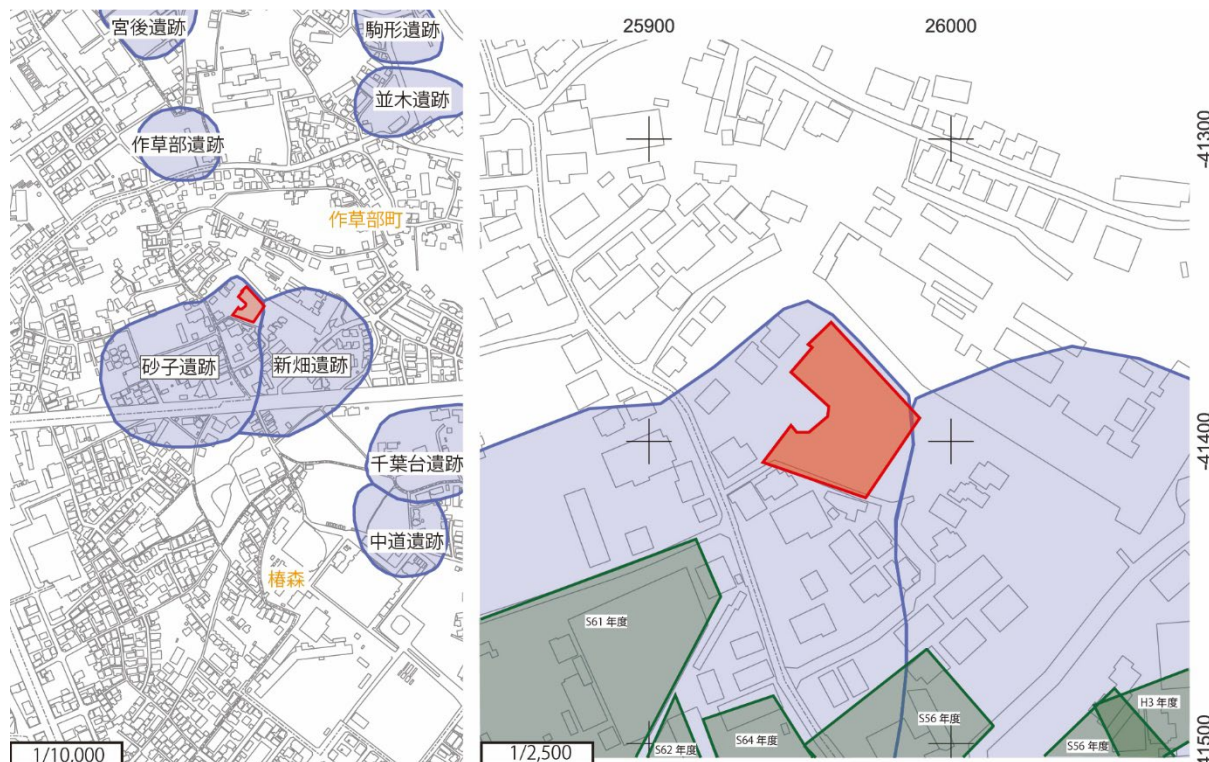 宮後遺跡
駒形遺跡
並木遺跡
作草部遺跡
作草部町
砂子遺跡
新畑遺跡
千葉台遺跡
中道遺跡
椿森
1/10,000
25900
26000
-41300
-41400
-41500
S61 年度
S62 年度
S64 年度
S56 年度
S56 年度
H3 年度
1/2,500